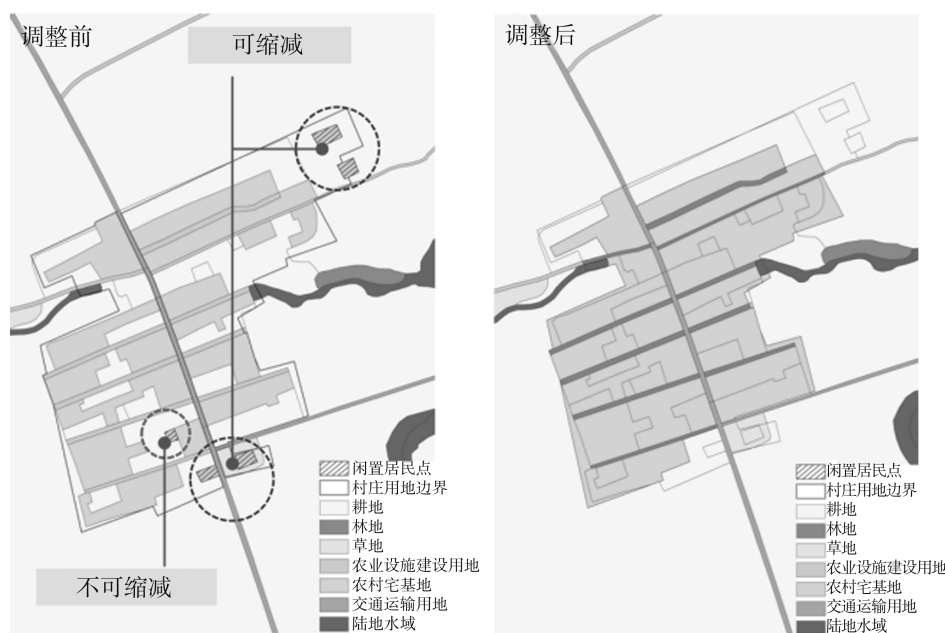 调整前
可缩减
不可缩减
闲置居民点
村庄用地边界
耕地
林地
草地
农业设施建设用地
农村宅基地
交通运输用地
陆地水域
调整后
闲置居民点
村庄用地边界
耕地
林地
草地
农业设施建设用地
农村宅基地
交通运输用地
陆地水域